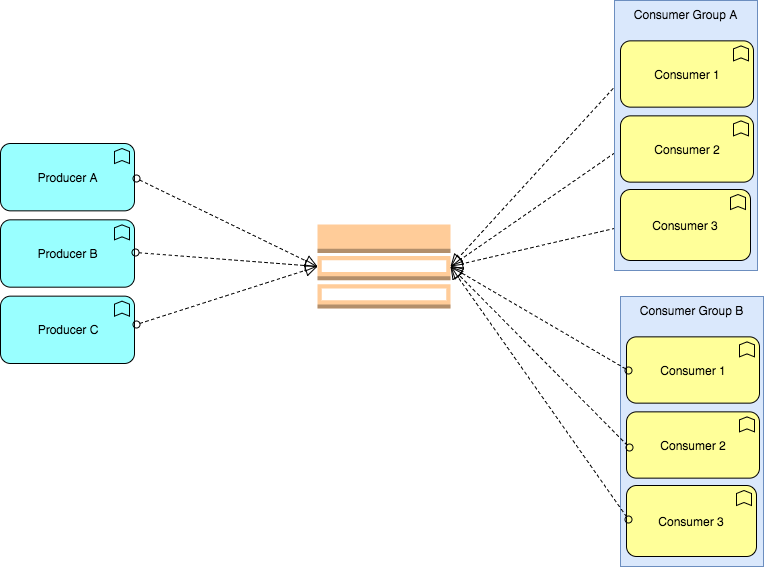 Consumer Group A
Consumer 1
Consumer 2
Consumer 3
Producer A
Producer B
Producer C
Consumer Group B
Consumer 1
Consumer 2
Consumer 3